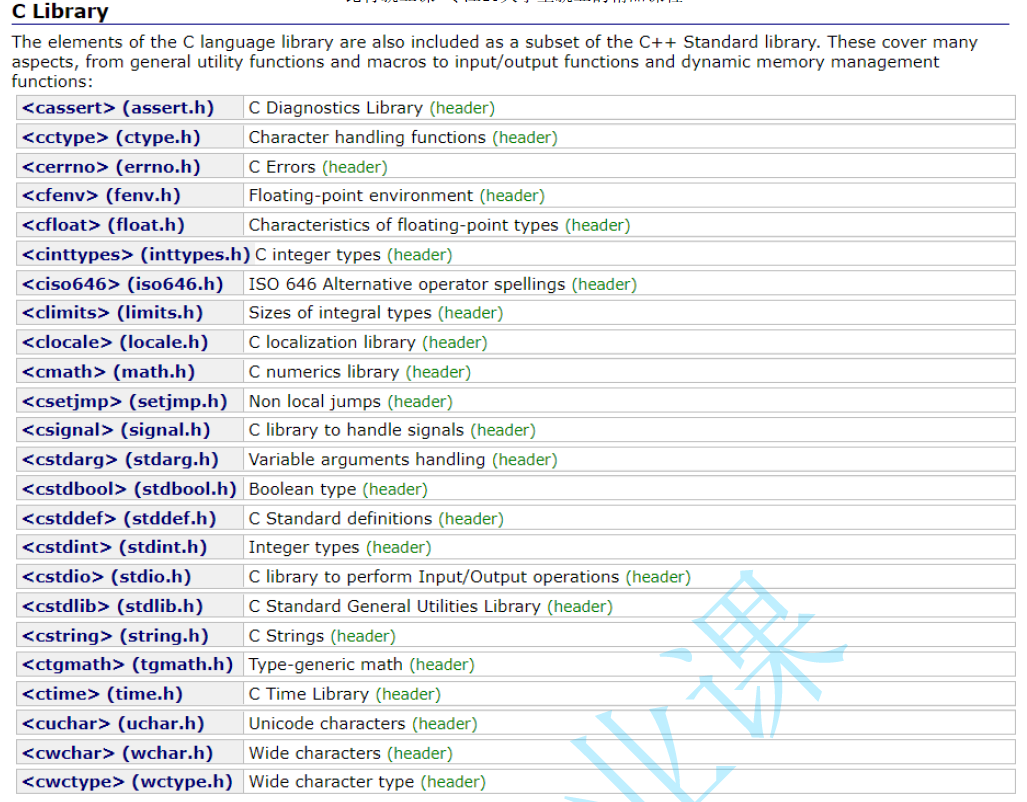 C Library
The elements of the C language library are also included as a subset of the C++ Standard library. These cover many
aspects, from general utility functions and macros to input/output functions and dynamic memory management
functions:
<cassert> (assert.h) C Diagnostics Library (header)
<cctype> (ctype.h) Character handling functions (header)
<cerrno> (errno.h) C Errors (header)
<cfenv> (fenv.h) Floating-point environment (header)
<cfloat> (float.h) Characteristics of floating-point types (header)
<cinttypes> (inttypes.h) C integer types (header)
<ciso646> (iso646.h) ISO 646 Alternative operator spellings (header)
<climits> (limits.h) Sizes of integral types (header)
<clocale> (locale.h) C localization library (header)
<cmath> (math.h) C numerics library (header)
<csetjmp> (setjmp.h) Non local jumps (header)
<csignal> (signal.h) C library to handle signals (header)
<cstdarg> (stdarg.h) Variable arguments handling (header)
<cstdbool> (stdbool.h) Boolean type (header)
<cstddef> (stddef.h) C Standard definitions (header)
<cstdint> (stdint.h) Integer types (header)
<cstdio> (stdio.h) C library to perform Input/Output operations (header)
<cstdlib> (stdlib.h) C Standard General Utilities Library (header)
<cstring> (string.h) C Strings (header)
<ctgmath> (tgmath.h) Type-generic math (header)
<ctime> (time.h) C Time Library (header)
<cuchar> (uchar.h) Unicode characters (header)
<cwchar> (wchar.h) Wide characters (header)
<cwctype> (wctype.h) Wide character type (header)
业课